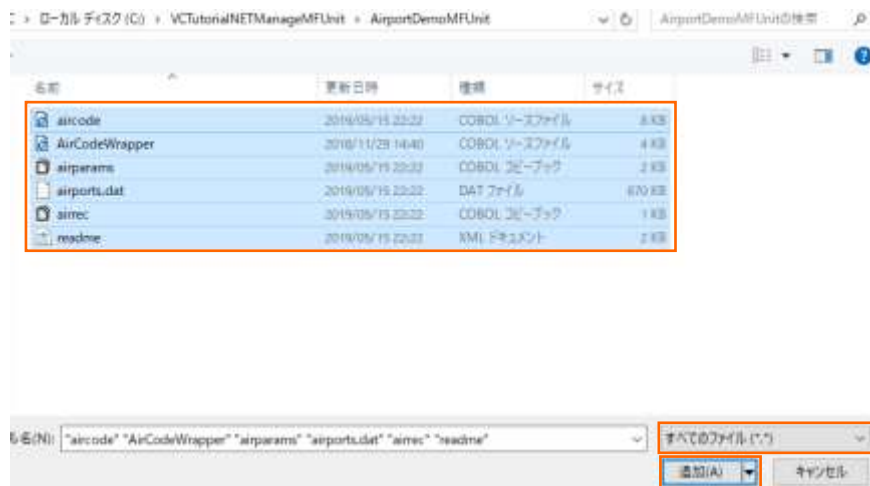 ローカル ディスク (C:) › VCTutorialNETManageMFUnit › AirportDemoMFUnit AirportDemoMFUnitの検索
名前 更新日時 種類 サイズ
aircode 2019/05/15 22:22 COBOL ソースファイル 8 KB
AirCodeWrapper 2018/11/29 14:40 COBOL ソースファイル 4 KB
airparams 2019/05/15 22:22 COBOL コピーブック 2 KB
airports.dat 2019/05/15 22:22 DAT ファイル 670 KB
airrec 2019/05/15 22:22 COBOL コピーブック 1 KB
readme 2019/05/15 22:22 XML ドキュメント 2 KB
ル名(N): "aircode" "AirCodeWrapper" "airparams" "airports.dat" "airrec" "readme" すべてのファイル (*.*)
追加(A) キャンセル